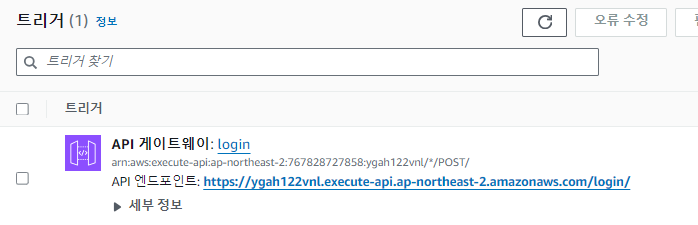 트리거 (1) 정보
오류 수정
트리거 찾기
트리거
API 게이트웨이: login
arn:aws:execute-api:ap-northeast-2:767828727858:ygah122vnl/*/POST/
API 엔드포인트: https://ygah122vnl.execute-api.ap-northeast-2.amazonaws.com/login/
▶ 세부 정보